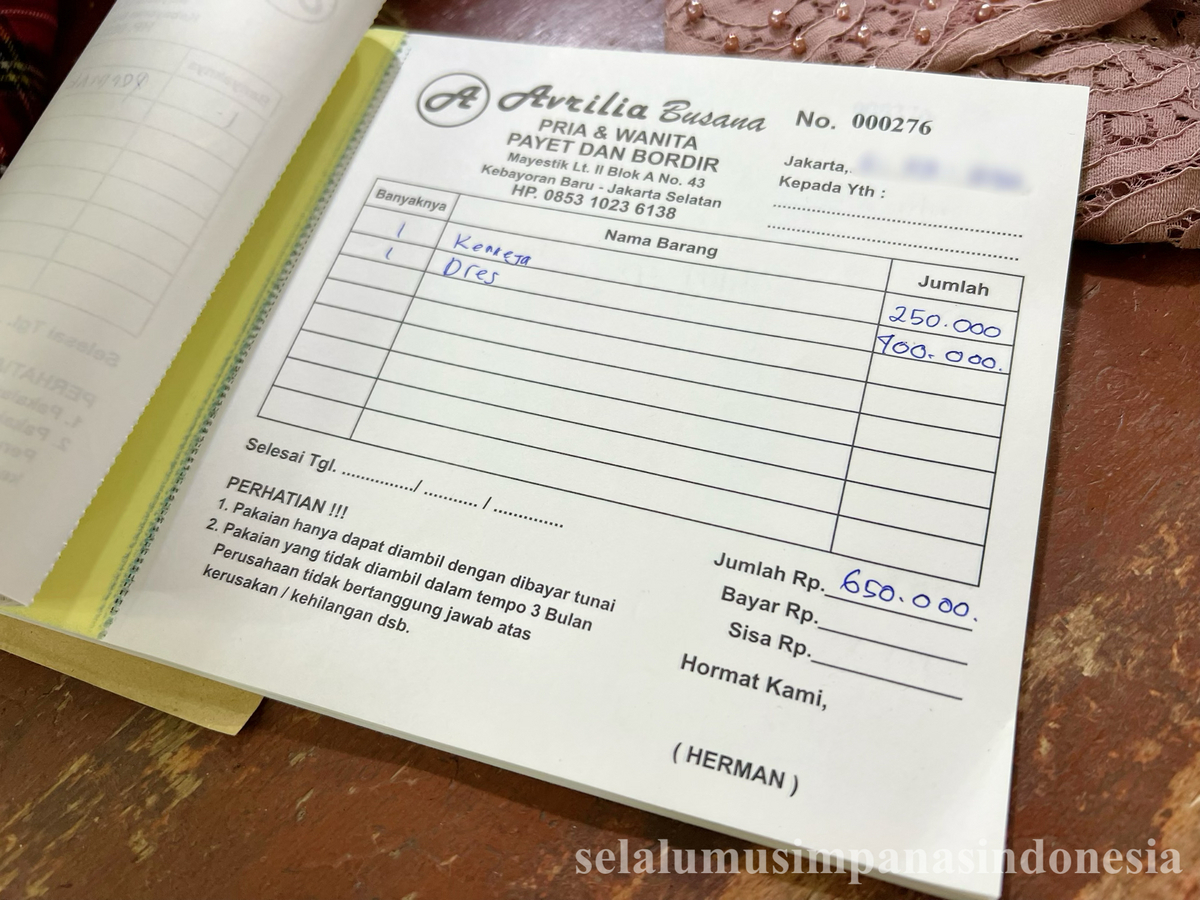 A Avrilia Busana
PRIA & WANITA
PAYET DAN BORDIR
Mayestik Lt. II Blok A No. 43
Kebayoran Baru - Jakarta Selatan
HP. 0853 1023 6138
No. 000276
Jakarta,
Kepada Yth :
Banyaknya Nama Barang Jumlah
1 Kemeja 250.000
1 Dres 400.000.
Selesai Tgl. ............../ ........... / ..............
PERHATIAN !!!
1. Pakaian hanya dapat diambil dengan dibayar tunai
2. Pakaian yang tidak diambil dalam tempo 3 Bulan
Perusahaan tidak bertanggung jawab atas
kerusakan / kehilangan dsb.
Jumlah Rp. 650.000.
Bayar Rp.
Sisa Rp.
Hormat Kami,
( HERMAN )
selalumusimpanasindonesia